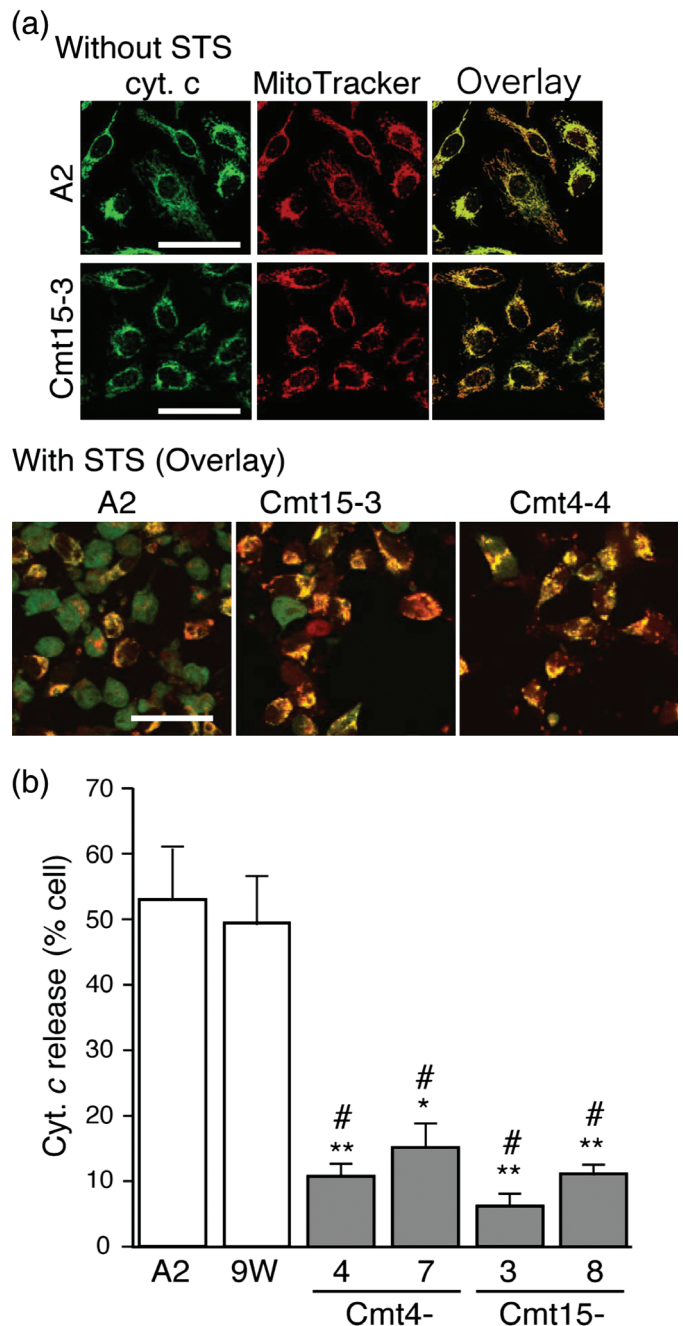 (a)
Without STS
cyt. c MitoTracker Overlay
A2
Cmt15-3
With STS (Overlay)
A2 Cmt15-3 Cmt4-4
(b)
Cyt. c release (% cell)
70
60
50
40
30
20
10
0
# ** # * # ** # **
A2 9W 4 7 3 8
Cmt4- Cmt15-